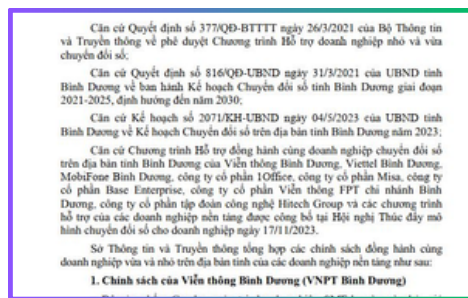 Căn cứ Quyết định số 377/QĐ-BTTTT ngày 26/3/2021 của Bộ Thông tin
và Truyền thông về phê duyệt Chương trình Hỗ trợ doanh nghiệp nhỏ và vừa
chuyển đổi số;
Căn cứ Quyết định số 816/QĐ-UBND ngày 31/3/2021 của UBND tỉnh
Bình Dương về ban hành Kế hoạch Chuyển đổi số tỉnh Bình Dương giai đoạn
2021-2025, định hướng đến năm 2030;
Căn cứ Kế hoạch số 2071/KH-UBND ngày 04/5/2023 của UBND tỉnh
Bình Dương về Kế hoạch Chuyển đổi số trên địa bàn tỉnh Bình Dương năm 2023;
Căn cứ Chương trình Hỗ trợ đồng hành cùng doanh nghiệp chuyển đổi số
trên địa bàn tỉnh Bình Dương của Viễn thông Bình Dương, Viettel Bình Dương,
MobiFone Bình Dương, công ty cổ phần 1Office, công ty cổ phần Misa, công ty
cổ phần Base Enterprise, công ty cổ phần Viễn thông FPT chi nhánh Bình
Dương, công ty cổ phần tập đoàn công nghệ Hitech Group và các chương trình
hỗ trợ của các doanh nghiệp nền tảng được công bố tại Hội nghị Thúc đẩy mô
hình chuyển đổi số cho doanh nghiệp ngày 17/11/2023.
Sở Thông tin và Truyền thông tổng hợp các chính sách đồng hành cùng
doanh nghiệp vừa và nhỏ trên địa bàn tỉnh của các doanh nghiệp nền tảng như sau:
1. Chính sách của Viễn thông Bình Dương (VNPT Bình Dương)